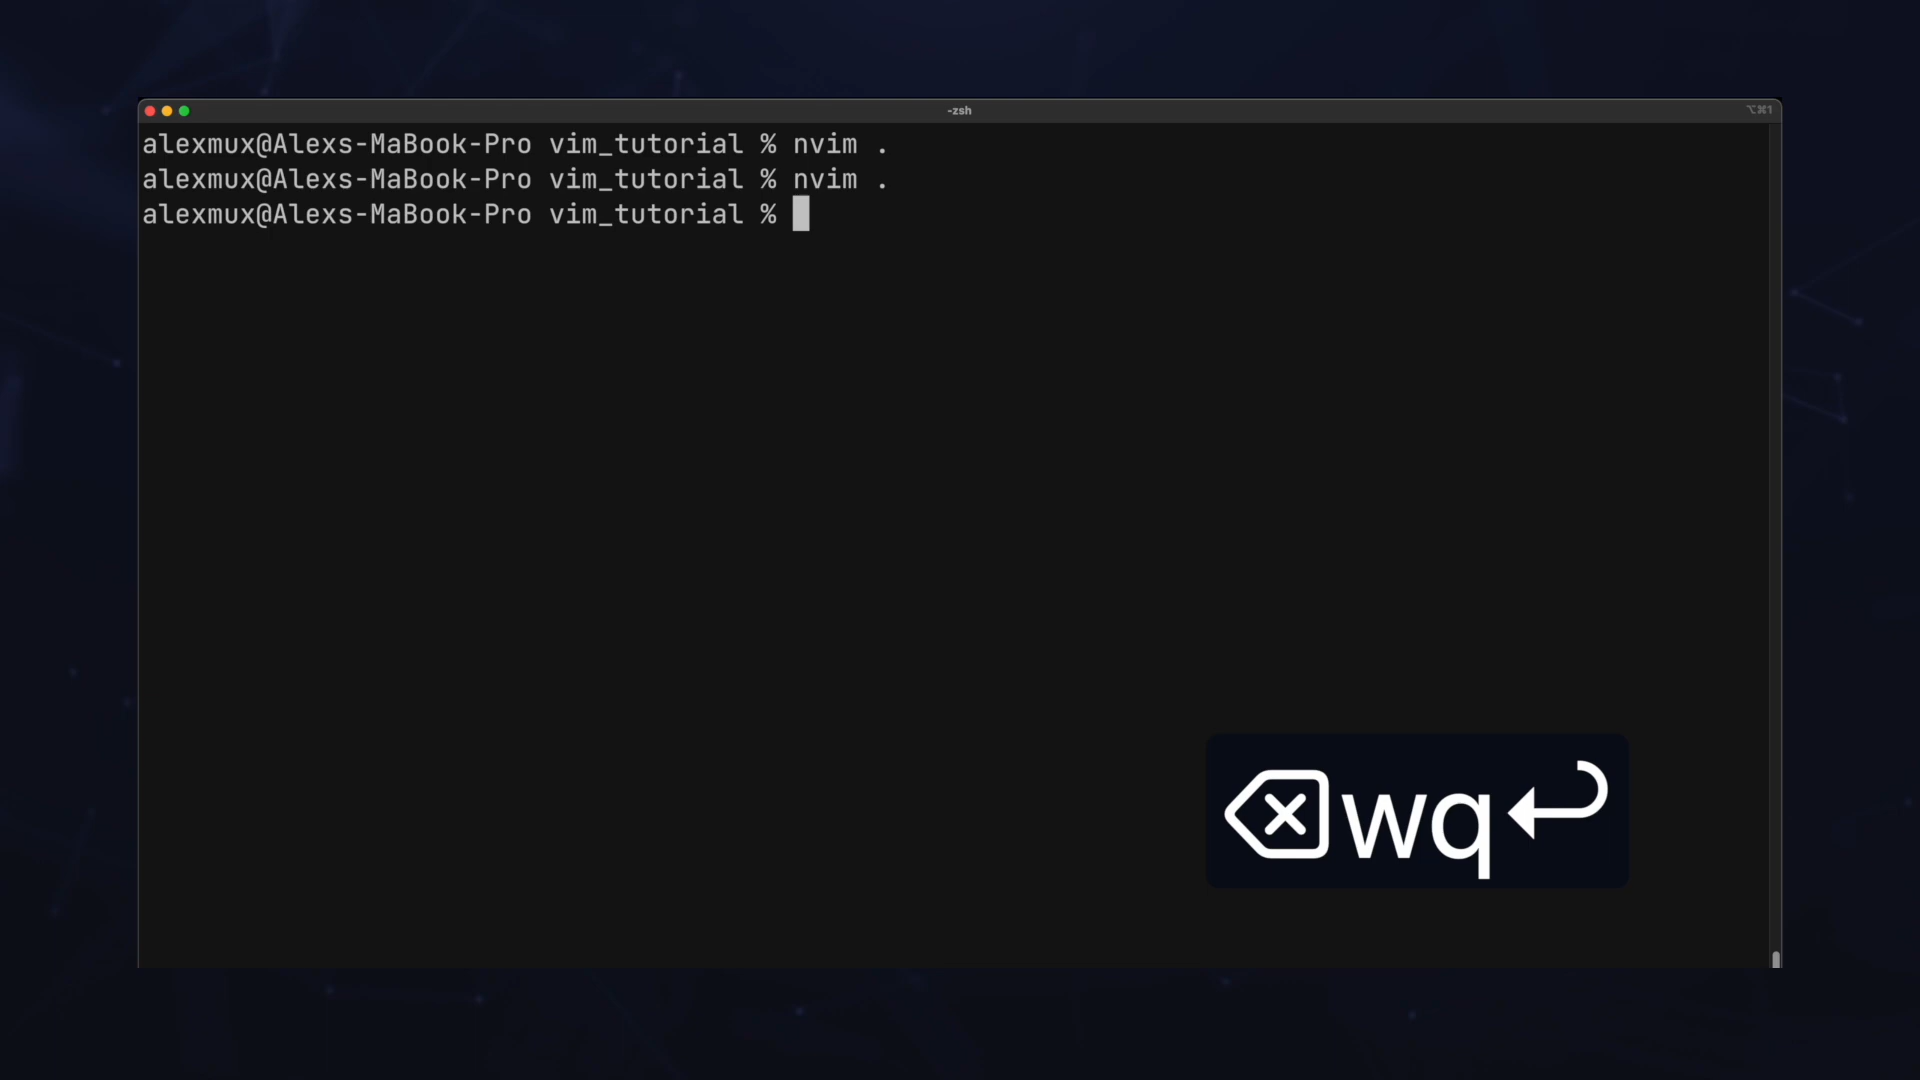 -zsh
⌥⌘1
alexmux@Alexs-MaBook-Pro vim_tutorial % nvim .
alexmux@Alexs-MaBook-Pro vim_tutorial % nvim .
alexmux@Alexs-MaBook-Pro vim_tutorial %
⌫wq↩